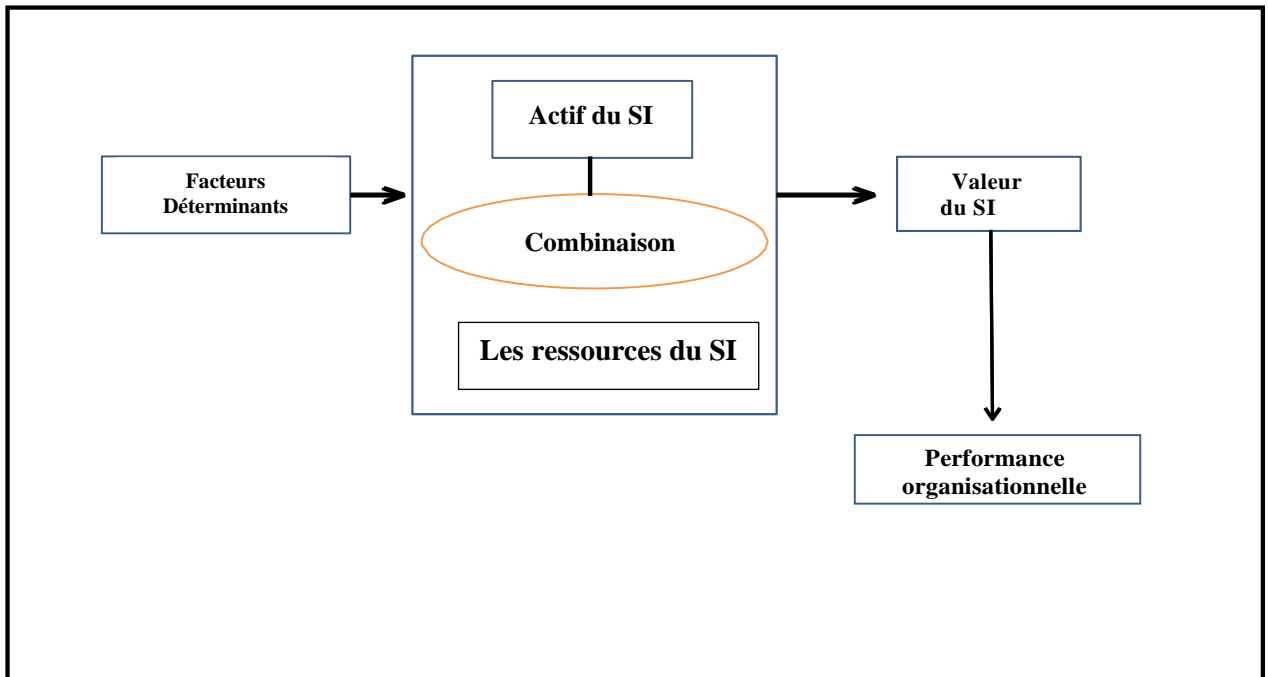 Actif du SI
Facteurs
Déterminants
Combinaison
Les ressources du SI
Valeur
du SI
Performance
organisationnelle